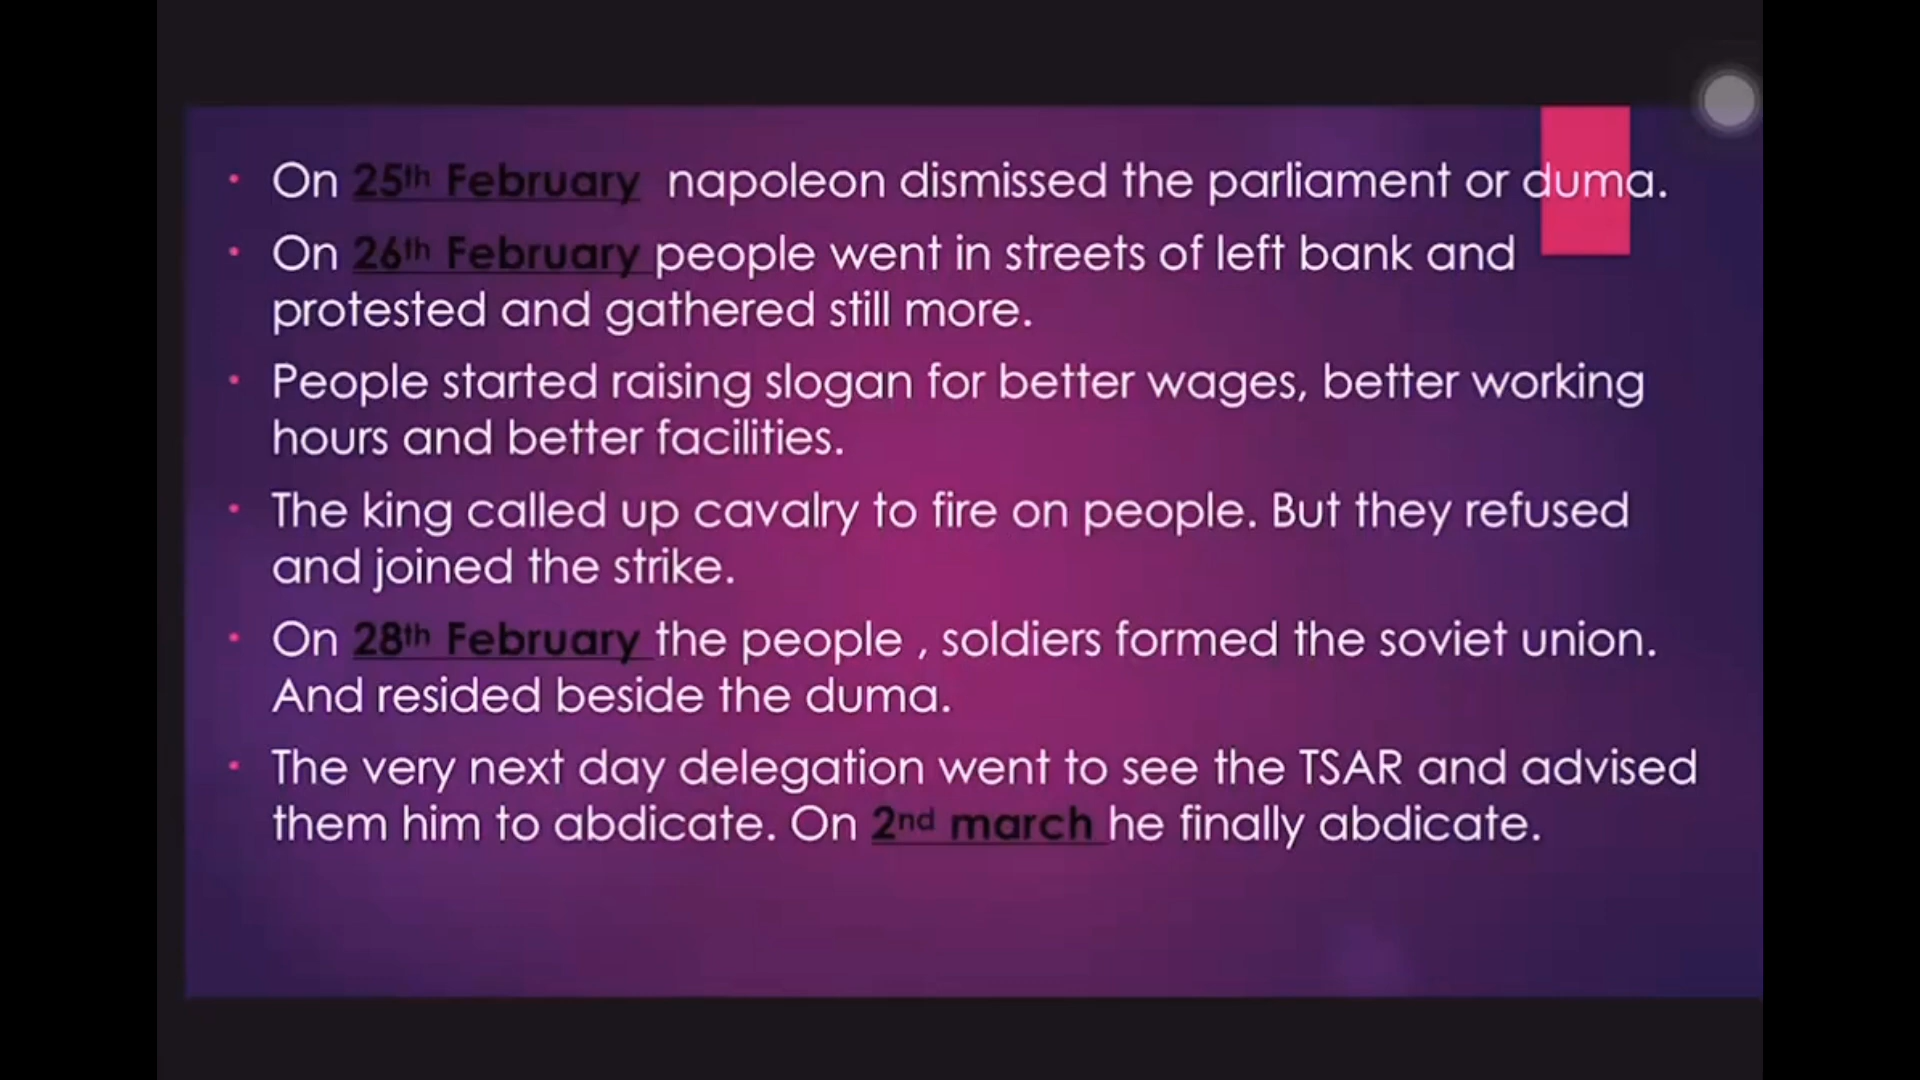 On 25th February napoleon dismissed the parliament or duma.
On 26th February people went in streets of left bank and
protested and gathered still more.
People started raising slogan for better wages, better working
hours and better facilities.
The king called up cavalry to fire on people. But they refused
and joined the strike.
On 28th February the people , soldiers formed the soviet union.
And resided beside the duma.
The very next day delegation went to see the TSAR and advised
them him to abdicate. On 2nd march he finally abdicate.